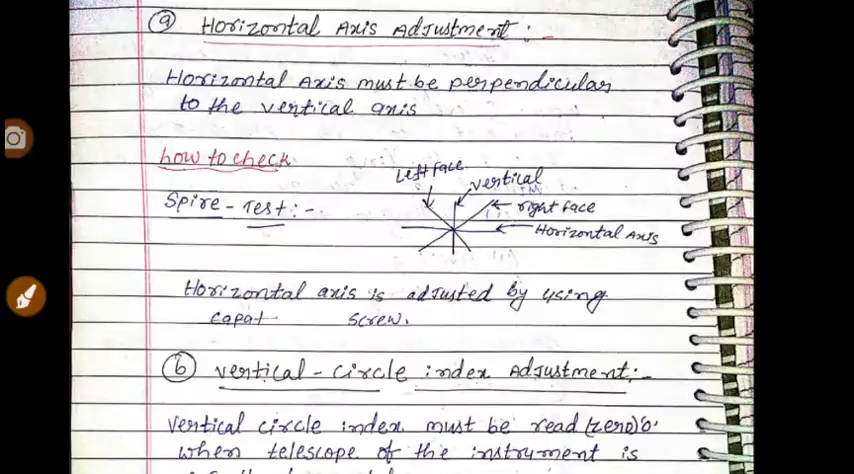 (a) Horizontal Axis Adjustment :-
Horizontal Axis must be perpendicular
to the vertical axis
how to check
Left face
vertical
Spire - Test :-
right face
Horizontal Axis
Horizontal axis is adjusted by using
capat screw.
(b) vertical - circle index Adjustment :-
vertical circle index must be read (zero) 0°
when telescope of the instrument is